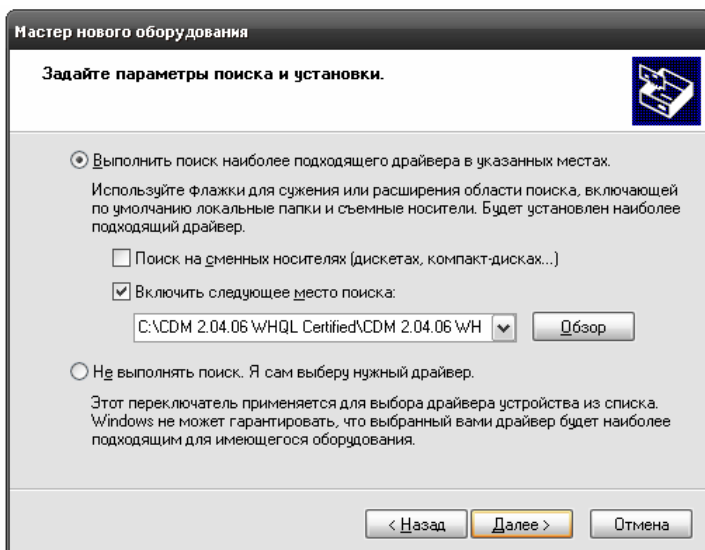 Мастер нового оборудования
Задайте параметры поиска и установки.
Выполнить поиск наиболее подходящего драйвера в указанных местах.
Используйте флажки для сужения или расширения области поиска, включающей
по умолчанию локальные папки и съемные носители. Будет установлен наиболее
подходящий драйвер.
Поиск на сменных носителях (дискетах, компакт-дисках...)
Включить следующее место поиска:
C:\CDM 2.04.06 WHQL Certified\CDM 2.04.06 WH
Обзор
Не выполнять поиск. Я сам выберу нужный драйвер.
Этот переключатель применяется для выбора драйвера устройства из списка.
Windows не может гарантировать, что выбранный вами драйвер будет наиболее
подходящим для имеющегося оборудования.
< Назад Далее > Отмена